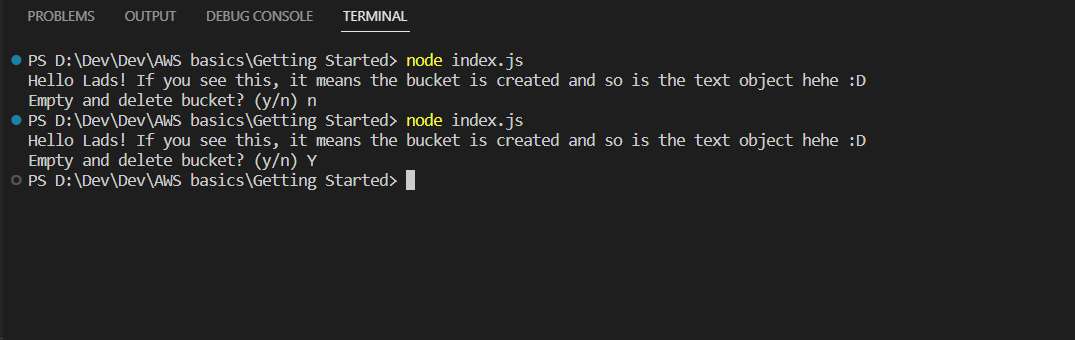 PROBLEMS OUTPUT DEBUG CONSOLE TERMINAL
PS D:\Dev\Dev\AWS basics\Getting Started> node index.js
Hello Lads! If you see this, it means the bucket is created and so is the text object hehe :D
Empty and delete bucket? (y/n) n
PS D:\Dev\Dev\AWS basics\Getting Started> node index.js
Hello Lads! If you see this, it means the bucket is created and so is the text object hehe :D
Empty and delete bucket? (y/n) Y
PS D:\Dev\Dev\AWS basics\Getting Started>